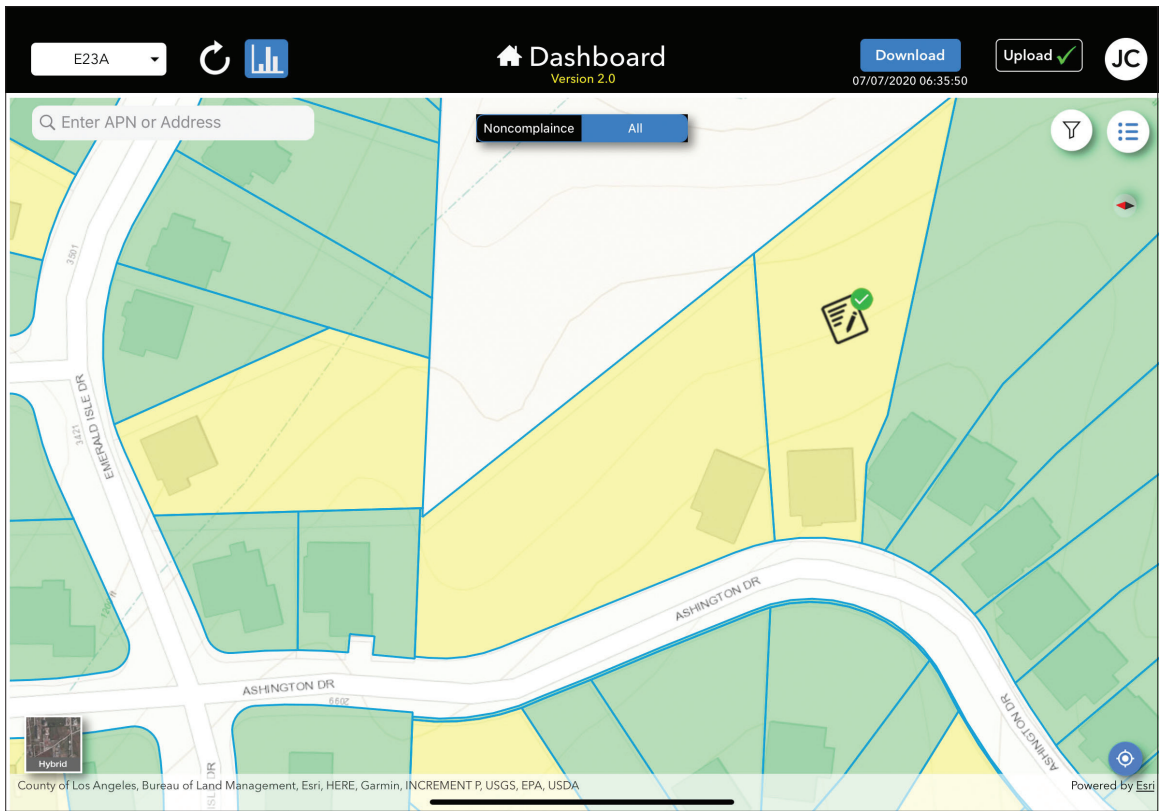 E23A
Dashboard
Version 2.0
Download
07/07/2020 06:35:50
Upload
JC
Enter APN or Address
Noncomplaince
All
3501
3421
EMERALD ISLE DR
ASHINGTON DR
ASHINGTON DR
ASHINGTON DR
ISLE DR
Hybrid
County of Los Angeles, Bureau of Land Management, Esri, HERE, Garmin, INCREMENT P, USGS, EPA, USDA
Powered by Esri